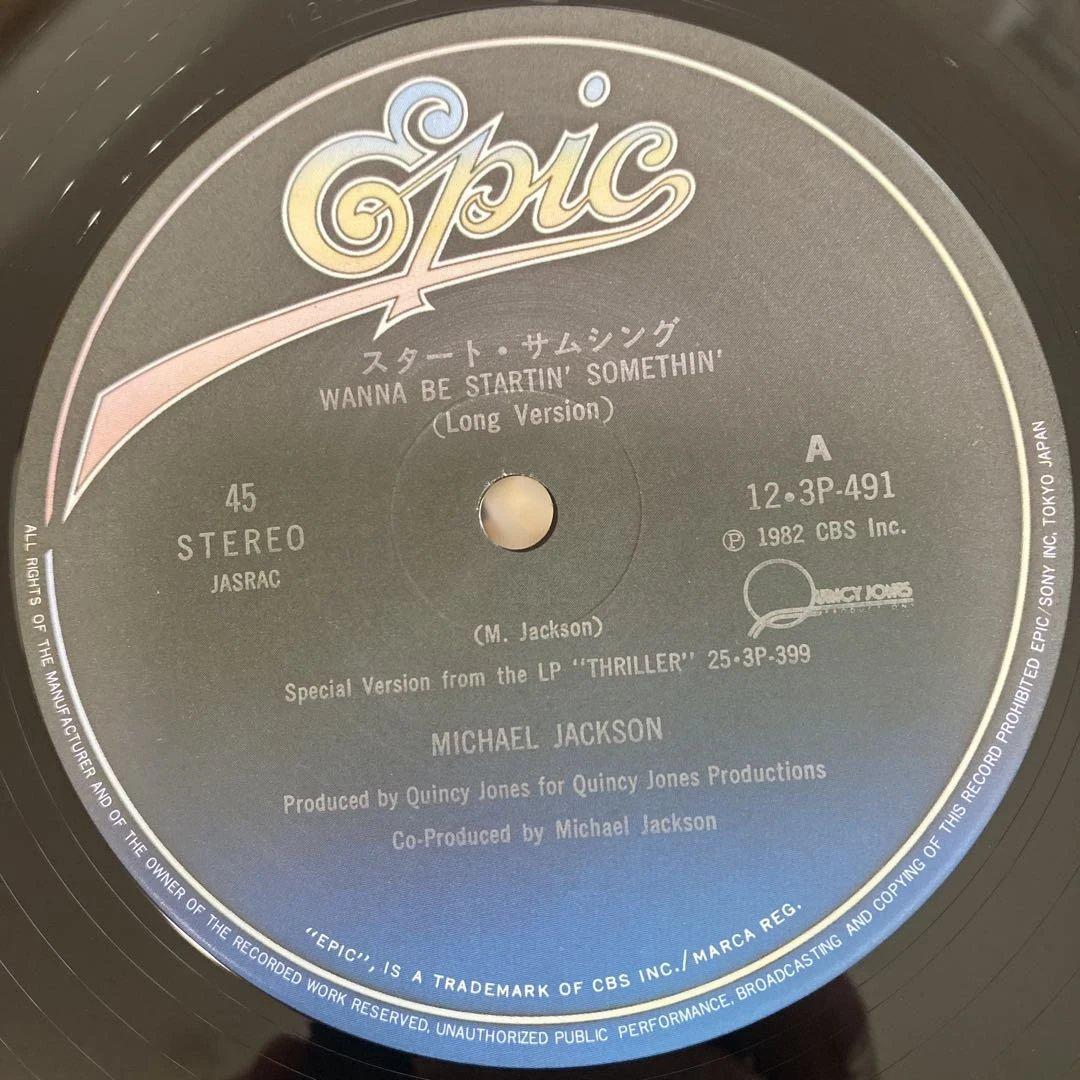 Epic
スタート・サムシング
WANNA BE STARTIN' SOMETHIN'
(Long Version)
A
12・3P-491
℗ 1982 CBS Inc.
QUINCY JONES
PRODUCTIONS
45
STEREO
JASRAC
(M. Jackson)
Special Version from the LP "THRILLER" 25・3P-399
MICHAEL JACKSON
Produced by Quincy Jones for Quincy Jones Productions
Co-Produced by Michael Jackson
"EPIC", IS A TRADEMARK OF CBS INC./MARCA REG.
ALL RIGHTS OF THE MANUFACTURER AND OF THE OWNER OF THE RECORDED WORK RESERVED, UNAUTHORIZED PUBLIC PERFORMANCE, BROADCASTING AND COPYING OF THIS RECORD PROHIBITED EPIC/SONY INC, TOKYO JAPAN